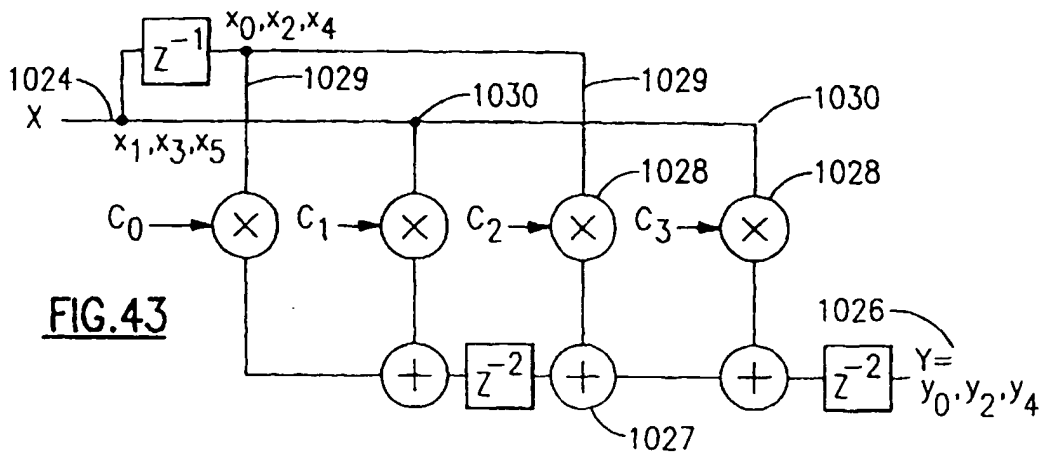 x0, x2, x4
Z-1
1024
1029
1029
1030
1030
X
x1, x3, x5
1028
1028
C0
×
C1
×
C2
×
C3
×
FIG.43
1026
+
Z-2
+
+
Z-2
Y=
y0, y2, y4
1027